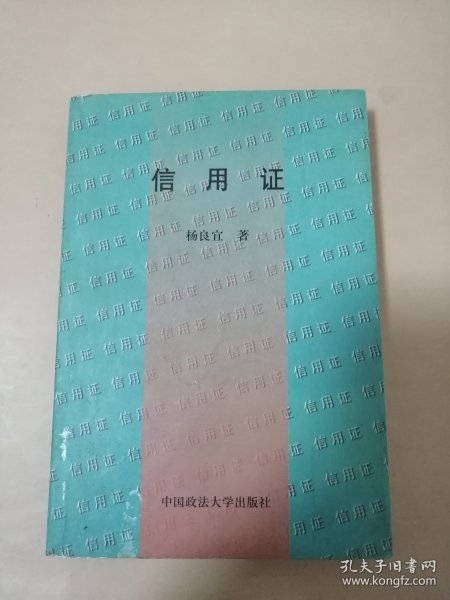 信用证
杨良宜 著
中国政法大学出版社
孔夫子旧书网
www.kongfz.com